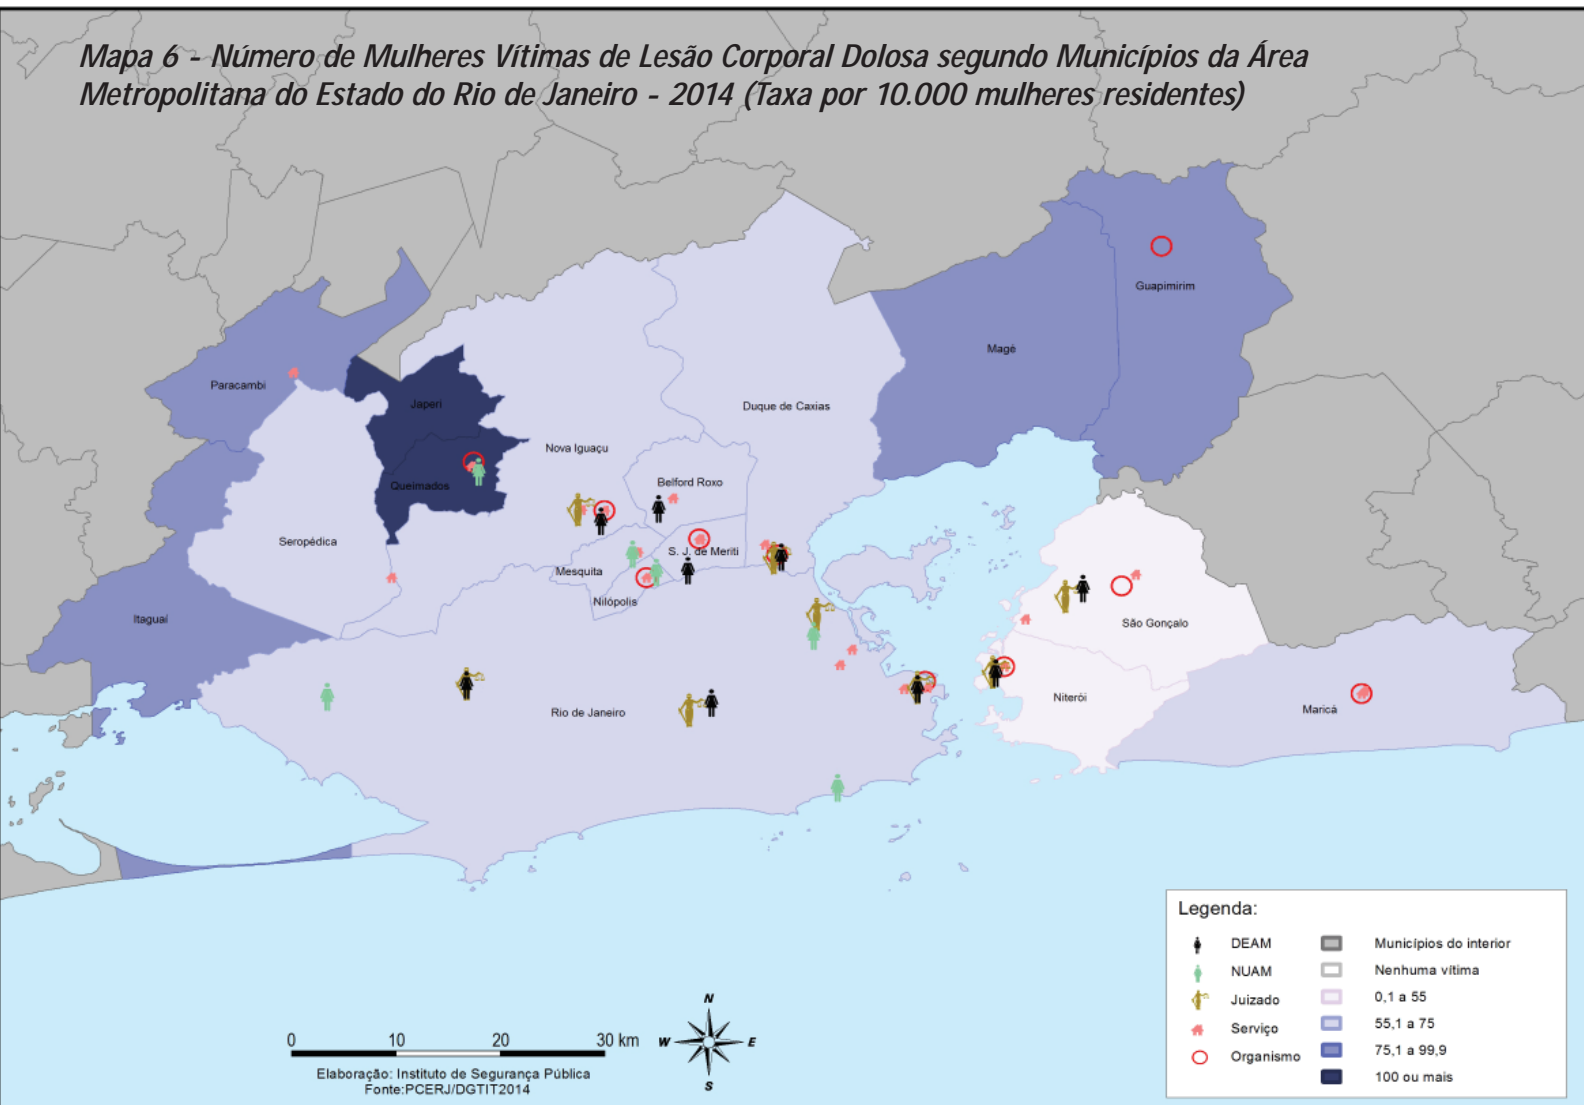 Mapa 6 - Número de Mulheres Vítimas de Lesão Corporal Dolosa segundo Municípios da Área
Metropolitana do Estado do Rio de Janeiro - 2014 (Taxa por 10.000 mulheres residentes)
Guapimirim
Magé
Paracambi
Japeri
Duque de Caxias
Nova Iguaçu
Queimados
Belford Roxo
Seropédica
S. J. de Meriti
Mesquita
Nilópolis
Itaguaí
São Gonçalo
Niterói
Maricá
Rio de Janeiro
Legenda:
DEAM
NUAM
Juizado
Serviço
Organismo
Municípios do interior
Nenhuma vítima
0,1 a 55
55,1 a 75
75,1 a 99,9
100 ou mais
N
W E
S
0 10 20 30 km
Elaboração: Instituto de Segurança Pública
Fonte:PCERJ/DGTIT2014